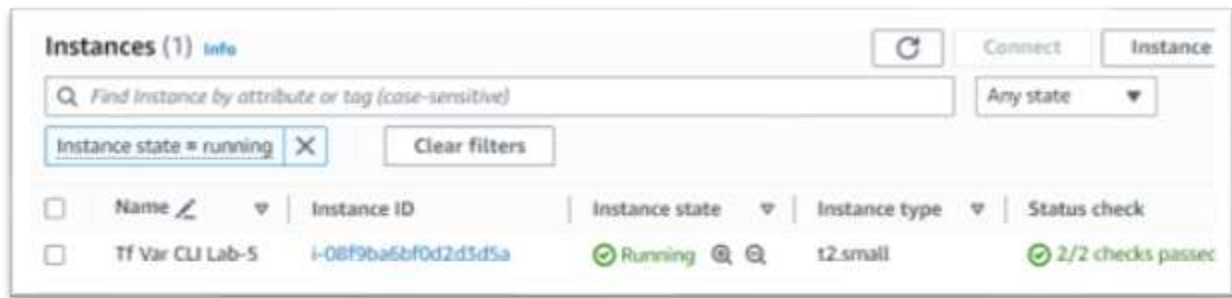 Instances (1) Info
Connect
Instance
Find Instance by attribute or tag (case-sensitive)
Any state
Instance state = running
Clear filters
Name
Instance ID
Instance state
Instance type
Status check
Tf Var CLI Lab-5
i-08f9ba6bf0d2d3d5a
Running
t2.small
2/2 checks passed